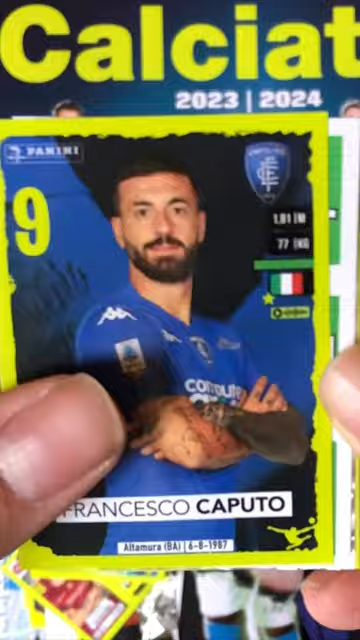 Calciat
2023 | 2024
PANINI
9
1,81 (M)
77 (KG)
FRANCESCO CAPUTO
Altamura (BA) | 6-8-1987